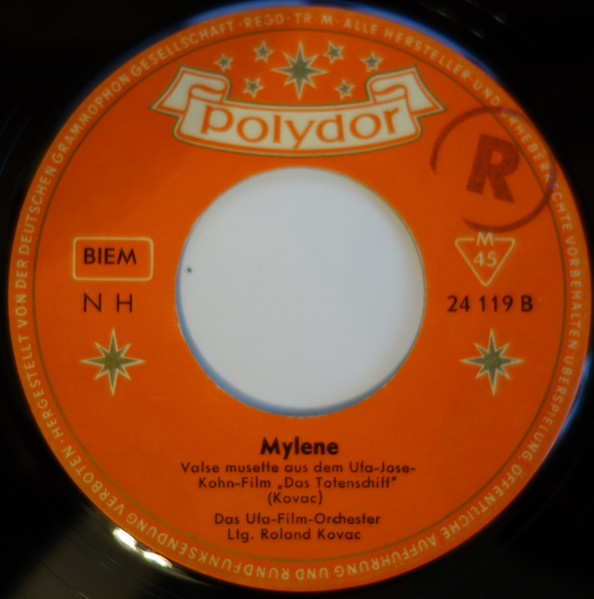 HERGESTELLT VON DER DEUTSCHEN GRAMMOPHON GESELLSCHAFT · REGD · TR · M · ALLE HERSTELLER- UND URHEBERRECHTE VORBEHALTEN ÜBERSPIELUNG, ÖFFENTLICHE AUFFÜHRUNG UND RUNDFUNKSENDUNG VERBOTEN ·
Polydor
R
BIEM
M
45
N H
24 119 B
Mylene
Valse musette aus dem Ufa-Jose-
Kohn-Film „Das Totenschiff"
(Kovac)
Das Ufa-Film-Orchester
Ltg. Roland Kovac